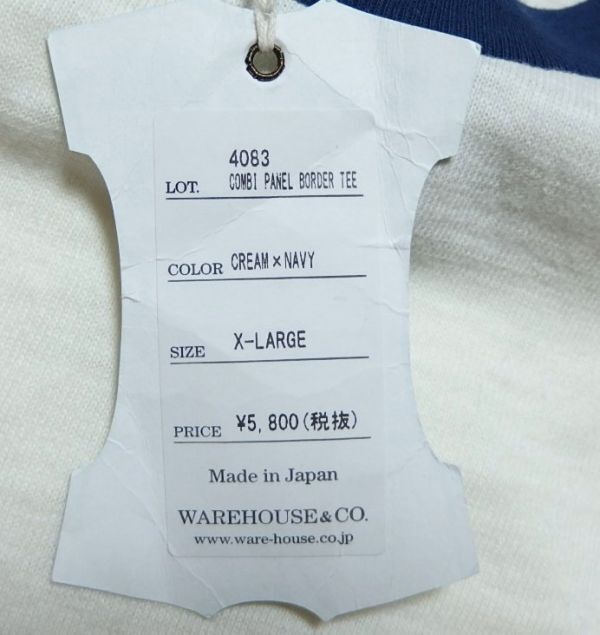 4083
LOT. COMBI PANEL BORDER TEE
COLOR CREAM×NAVY
SIZE X-LARGE
PRICE ¥5,800(税抜)
Made in Japan
WAREHOUSE&CO.
www.ware-house.co.jp